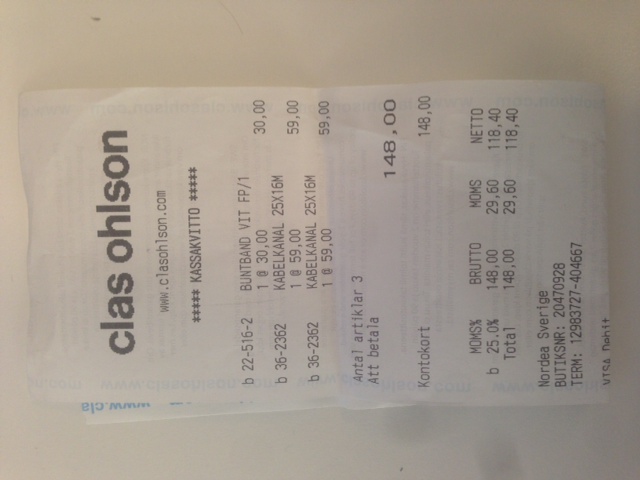 clas ohlson
www.clasohlson.com
***** KASSAKVITTO *****
b 22-516-2 BUNTBAND VIT FP/1
1 @ 30,00 30,00
b 36-2362 KABELKANAL 25X16M
1 @ 59,00 59,00
b 36-2362 KABELKANAL 25X16M
1 @ 59,00 59,00
Antal artiklar 3
Att betala
148,00
Kontokort 148,00
MOMS% BRUTTO MOMS NETTO
b 25.0% 148,00 29,60 118,40
Total 148,00 29,60 118,40
Nordea Sverige
BUTIKSNR: 20470928
TERM: 12983727-404667
VISA Debit
www.cla